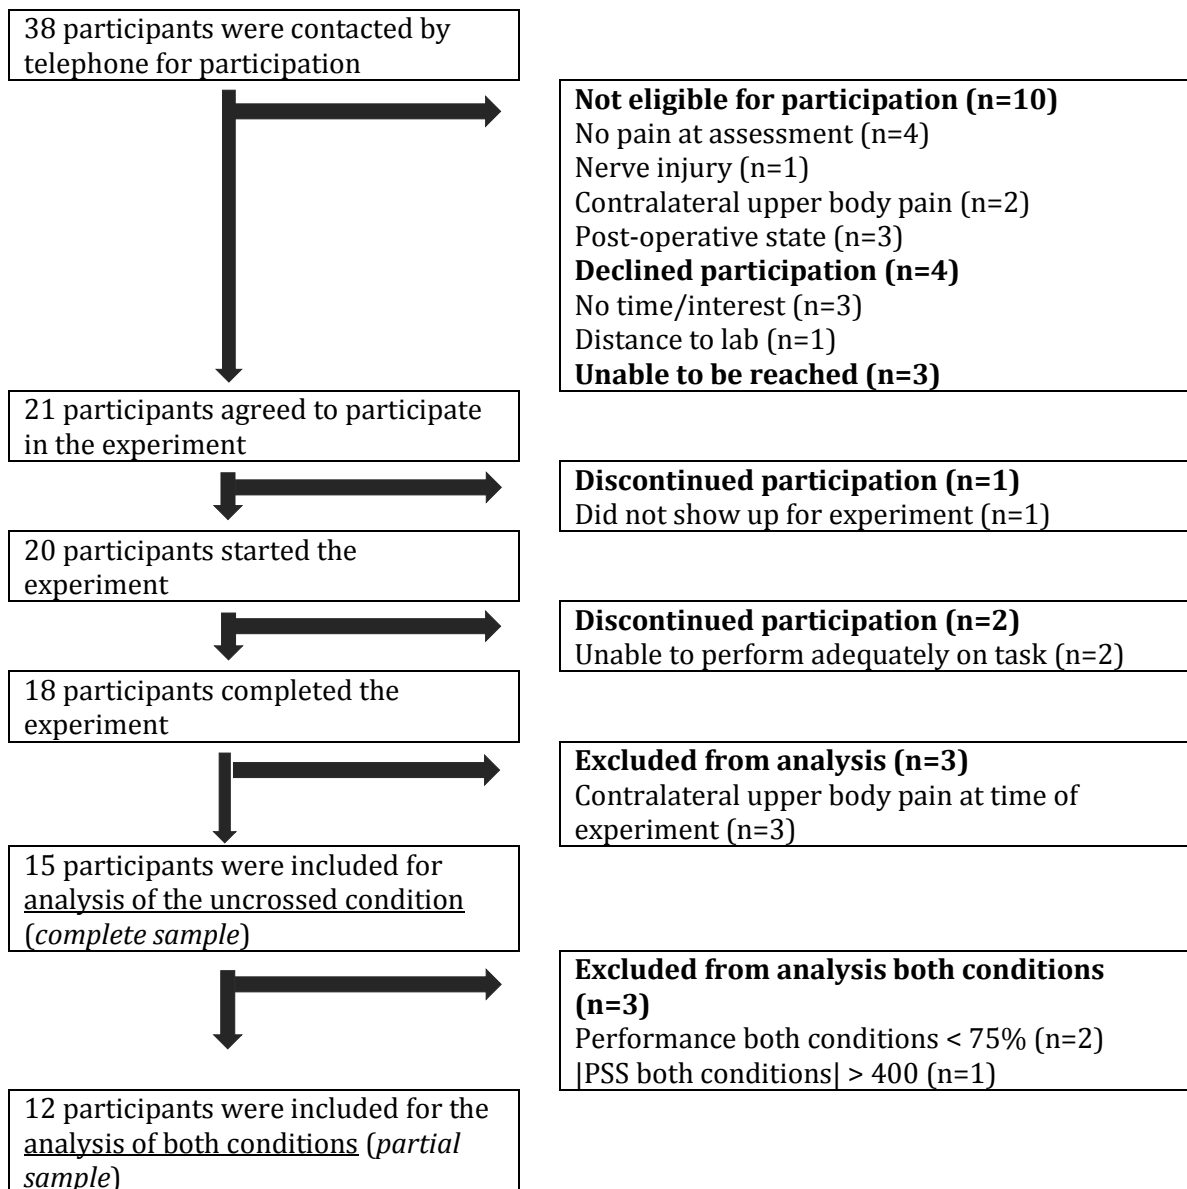 38 participants were contacted by
telephone for participation
Not eligible for participation (n=10)
No pain at assessment (n=4)
Nerve injury (n=1)
Contralateral upper body pain (n=2)
Post-operative state (n=3)
Declined participation (n=4)
No time/interest (n=3)
Distance to lab (n=1)
Unable to be reached (n=3)
21 participants agreed to participate
in the experiment
Discontinued participation (n=1)
Did not show up for experiment (n=1)
20 participants started the
experiment
Discontinued participation (n=2)
Unable to perform adequately on task (n=2)
18 participants completed the
experiment
Excluded from analysis (n=3)
Contralateral upper body pain at time of
experiment (n=3)
15 participants were included for
analysis of the uncrossed condition
(complete sample)
Excluded from analysis both conditions
(n=3)
Performance both conditions < 75% (n=2)
|PSS both conditions| > 400 (n=1)
12 participants were included for the
analysis of both conditions (partial
sample)